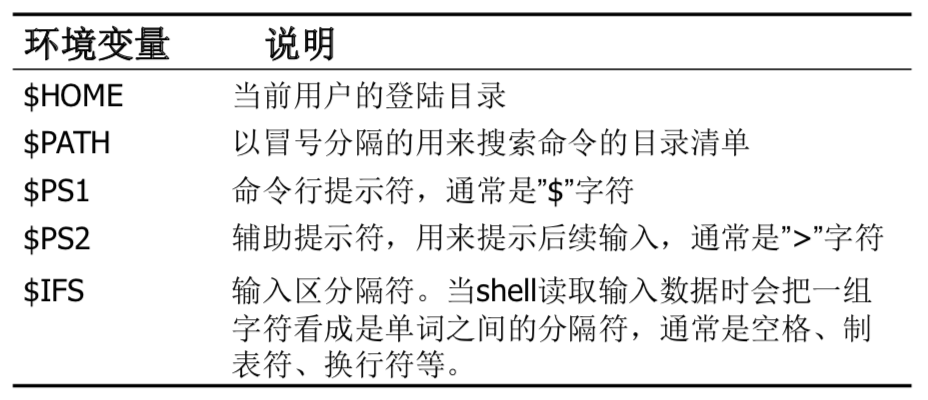 环境变量 说明
$HOME 当前用户的登陆目录
$PATH 以冒号分隔的用来搜索命令的目录清单
$PS1 命令行提示符，通常是”$”字符
$PS2 辅助提示符，用来提示后续输入，通常是”>”字符
$IFS 输入区分隔符。当shell读取输入数据时会把一组
字符看成是单词之间的分隔符，通常是空格、制
表符、换行符等。